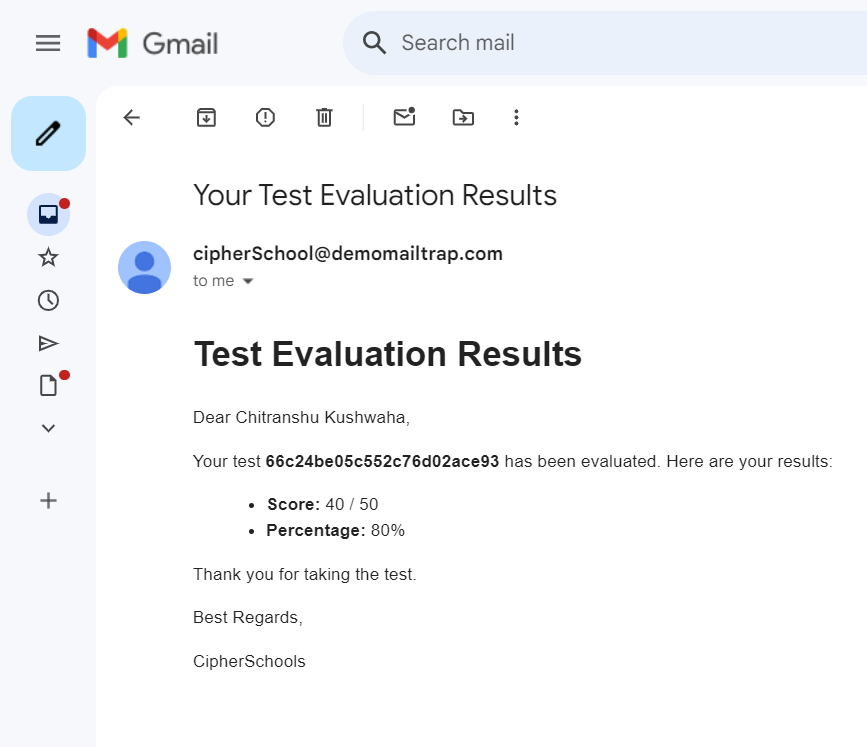 Gmail
Search mail
Your Test Evaluation Results
cipherSchool@demomailtrap.com
to me
Test Evaluation Results
Dear Chitranshu Kushwaha,
Your test 66c24be05c552c76d02ace93 has been evaluated. Here are your results:
• Score: 40 / 50
• Percentage: 80%
Thank you for taking the test.
Best Regards,
CipherSchools